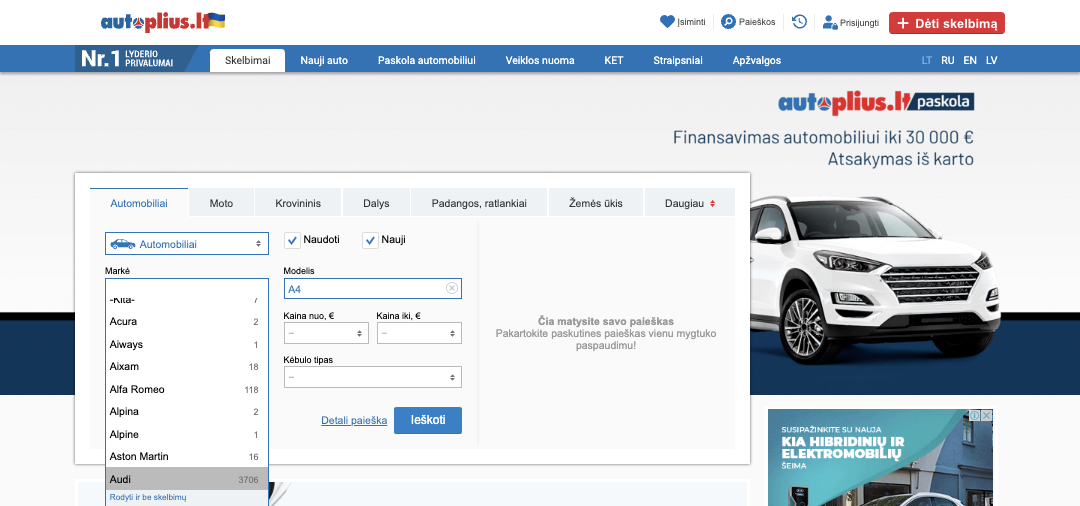 autoplius.lt
Įsiminti
Paieškos
Prisijungti
+ Dėti skelbimą
Nr.1 LYDERIO PRIVALUMAI
Skelbimai
Nauji auto
Paskola automobiliui
Veiklos nuoma
KET
Straipsniai
Apžvalgos
LT RU EN LV
autoplius.lt paskola
Finansavimas automobiliui iki 30 000 €
Atsakymas iš karto
Automobiliai
Moto
Krovininis
Dalys
Padangos, ratlankiai
Žemės ūkis
Daugiau
Automobiliai
Naudoti
Nauji
Markė
Modelis
-Kita- 7
A4
Acura 2
Kaina nuo, €
Kaina iki, €
Čia matysite savo paieškas
Pakartokite paskutines paieškas vienu mygtuko
paspaudimu!
–
–
Aiways 1
Kėbulo tipas
Aixam 18
–
Alfa Romeo 118
Alpina 2
Detali paieška
Ieškoti
Alpine 1
Aston Martin 16
Audi 3706
Rodyti ir be skelbimų
SUSIPAŽINKITE SU NAUJA
KIA HIBRIDINIŲ IR
ELEKTROMOBILIŲ
ŠEIMA